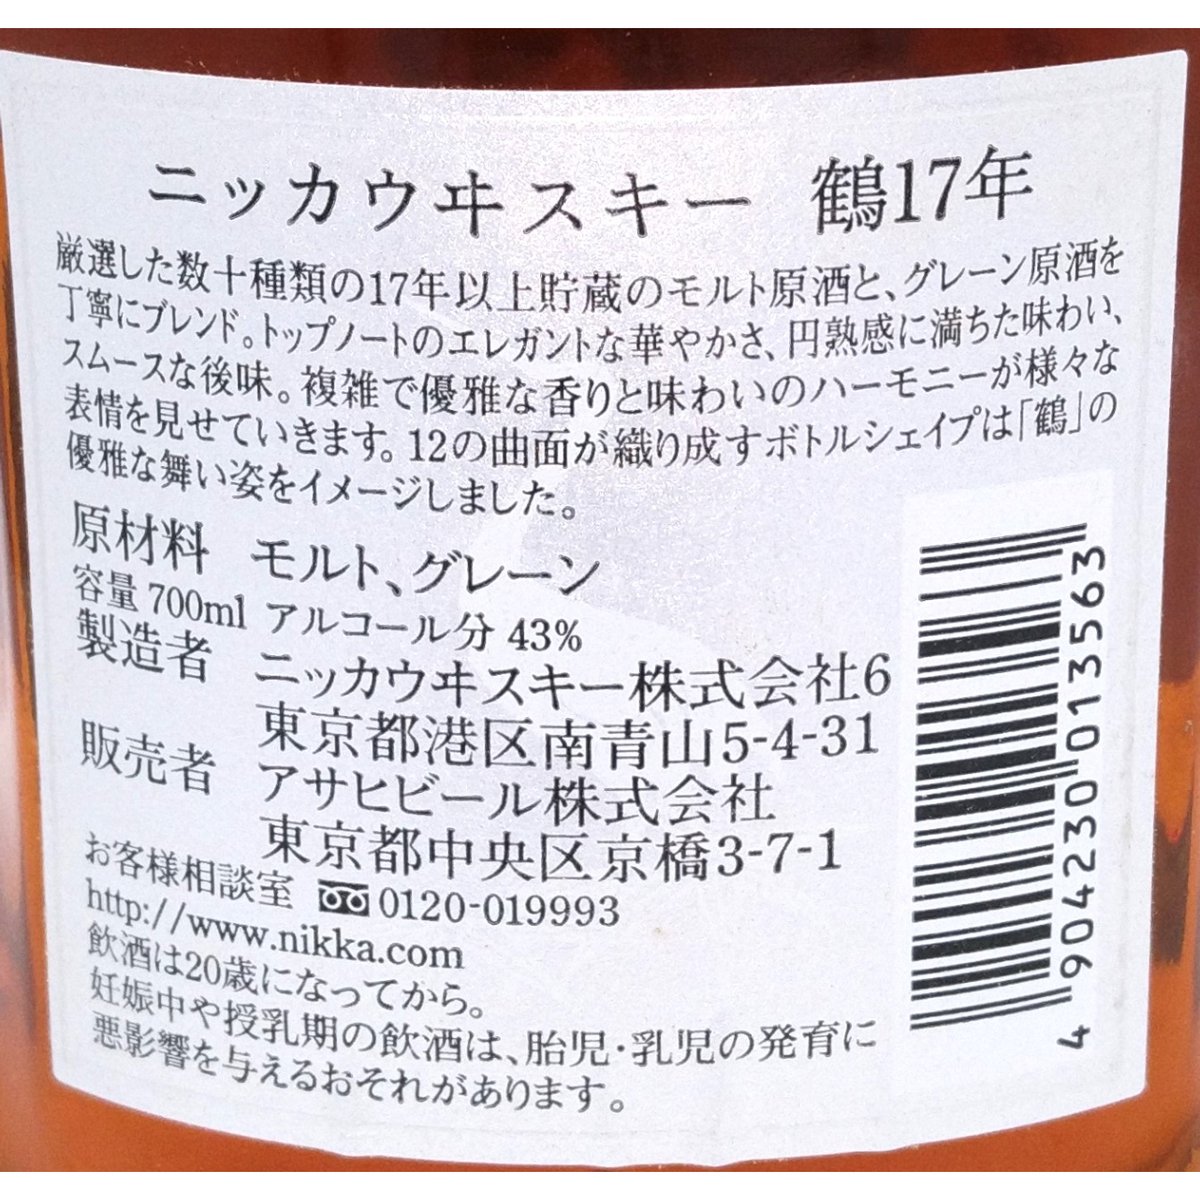 ニッカウヰスキー 鶴17年
厳選した数十種類の17年以上貯蔵のモルト原酒と、グレーン原酒を
丁寧にブレンド。トップノートのエレガントな華やかさ、円熟感に満ちた味わい、
スムースな後味。複雑で優雅な香りと味わいのハーモニーが様々な
表情を見せていきます。12の曲面が織り成すボトルシェイプは「鶴」の
優雅な舞い姿をイメージしました。
原材料 モルト、グレーン
容量 700ml アルコール分 43%
製造者 ニッカウヰスキー株式会社6
東京都港区南青山5-4-31
販売者 アサヒビール株式会社
東京都中央区京橋3-7-1
お客様相談室 0120-019993
http://www.nikka.com
飲酒は20歳になってから。
妊娠中や授乳期の飲酒は、胎児・乳児の発育に
悪影響を与えるおそれがあります。
4904230013563